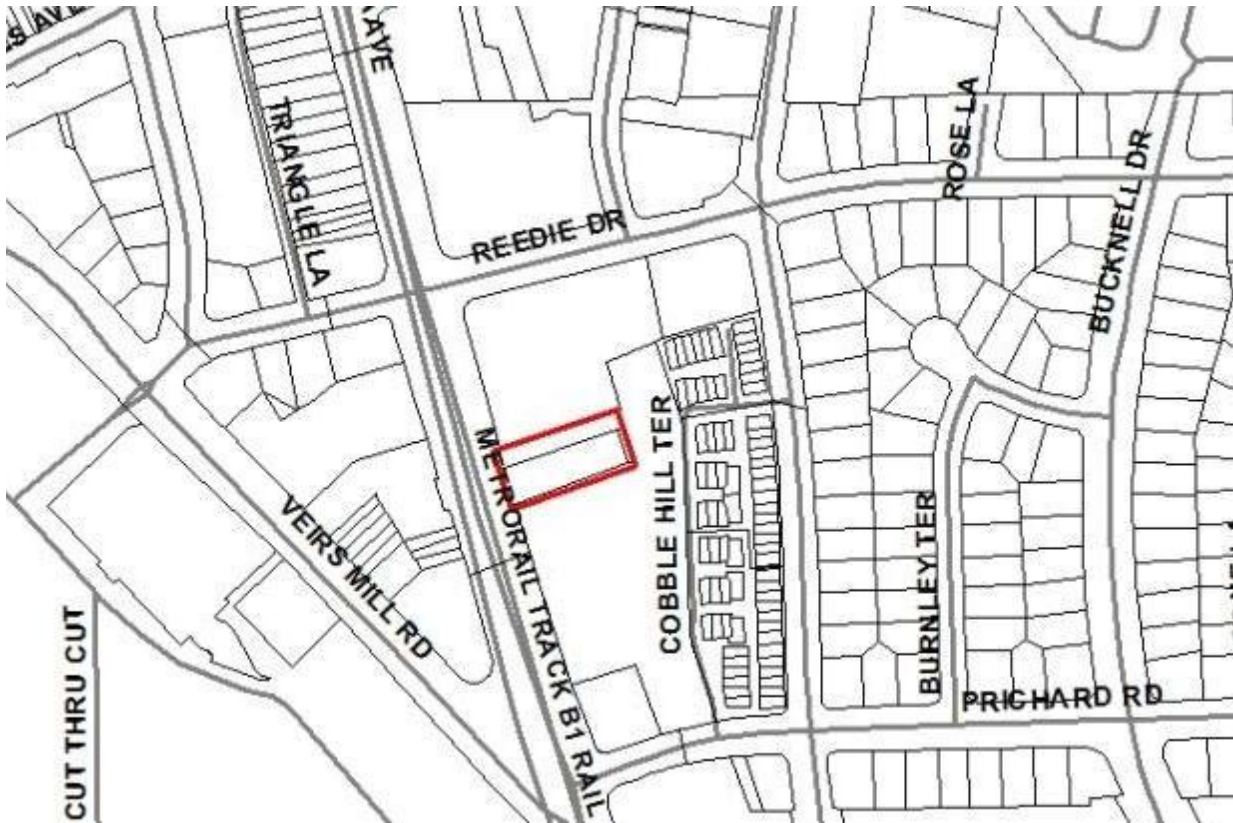 S AVE
AVE
TRIANGLE LA
REEDIE DR
ROSE LA
BUCKNELL DR
METRORAIL TRACK B1 RAIL
VEIRS MILL RD
COBBLE HILL TER
BURNLEY TER
PRICHARD RD
CUT THRU CUT